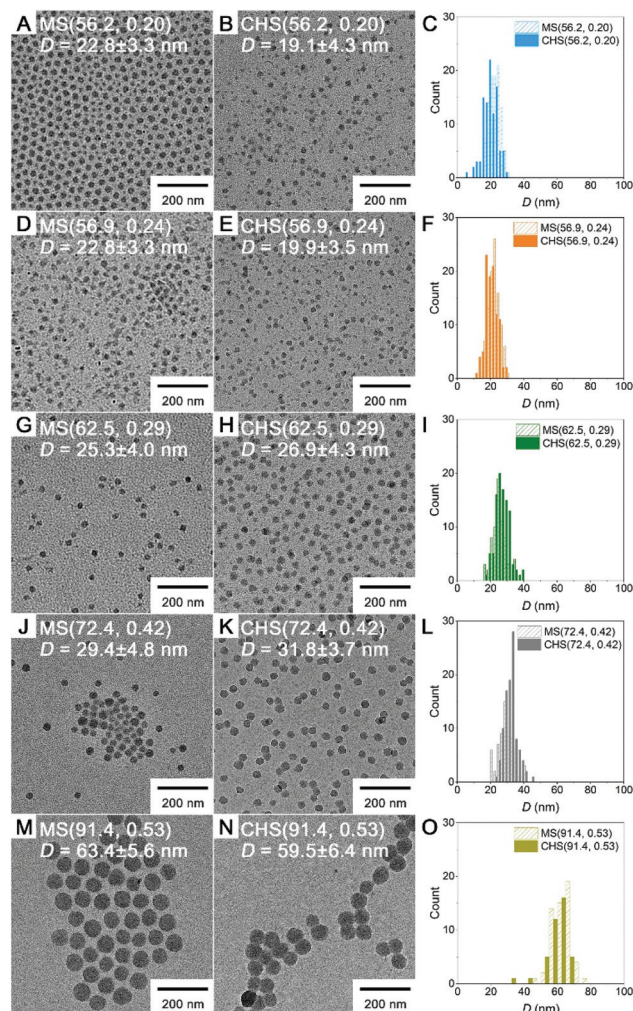 A MS(56.2, 0.20)
D = 22.8±3.3 nm
200 nm
B CHS(56.2, 0.20)
19.1±4.3 nm
200 nm
C
MS(56.2, 0.20)
CHS(56.2, 0.20)
30
20
10
0
Count
0 20 40 60 80 100
D (nm)
D MS(56.9, 0.24)
D = 22.8±3.3 nm
200 nm
E CHS(56.9, 0.24)
19.9±3.5 nm
200 nm
F
MS(56.9, 0.24)
CHS(56.9, 0.24)
30
20
10
0
Count
0 20 40 60 80 100
D (nm)
G MS(62.5, 0.29)
D = 25.3±4.0 nm
200 nm
H CHS(62.5, 0.29)
D = 26.9±4.3 nm
200 nm
I
MS(62.5, 0.29)
CHS(62.5, 0.29)
30
20
10
0
Count
0 20 40 60 80 100
D (nm)
J MS(72.4, 0.42)
D = 29.4±4.8 nm
200 nm
K CHS(72.4, 0.42)
D = 31.8±3.7 nm
200 nm
L
MS(72.4, 0.42)
CHS(72.4, 0.42)
30
20
10
0
Count
0 20 40 60 80 100
D (nm)
M MS(91.4, 0.53)
D = 63.4±5.6 nm
200 nm
N CHS(91.4, 0.53)
D = 59.5±6.4 nm
200 nm
O
MS(91.4, 0.53)
CHS(91.4, 0.53)
30
20
10
0
Count
0 20 40 60 80 100
D (nm)